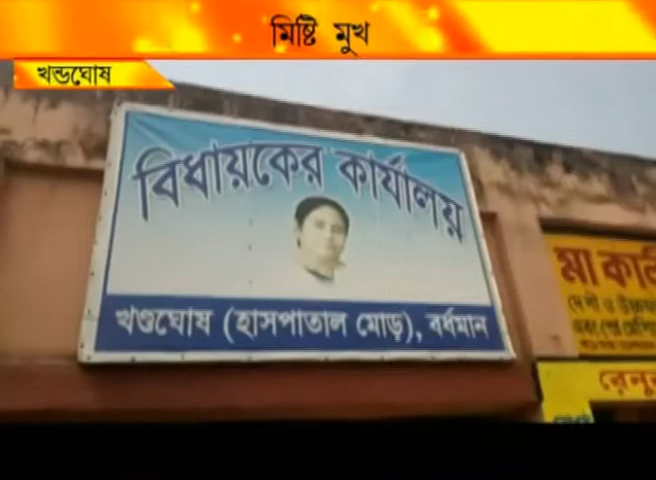 মিষ্টি মুখ
খন্ডঘোষ
বিধায়কের কার্যালয়
খণ্ডঘোষ (হাসপাতাল মোড়), বর্ধমান
মা কালী
দেশী ও